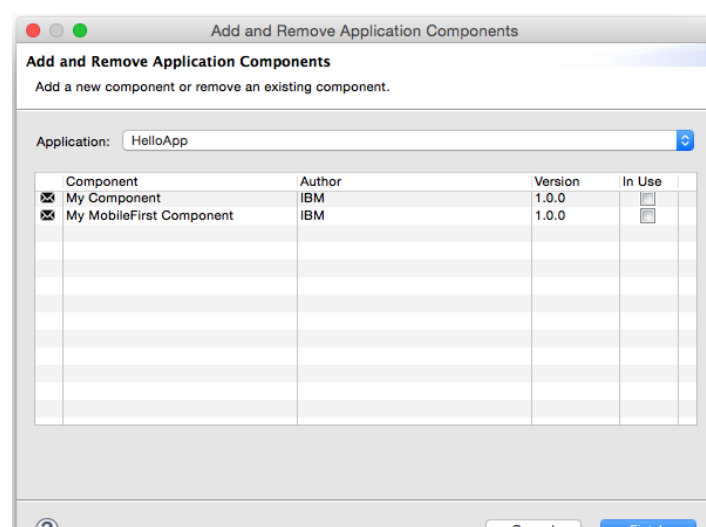 Add and Remove Application Components
Add and Remove Application Components
Add a new component or remove an existing component.
Application: HelloApp
Component Author Version In Use
My Component IBM 1.0.0
My MobileFirst Component IBM 1.0.0
?